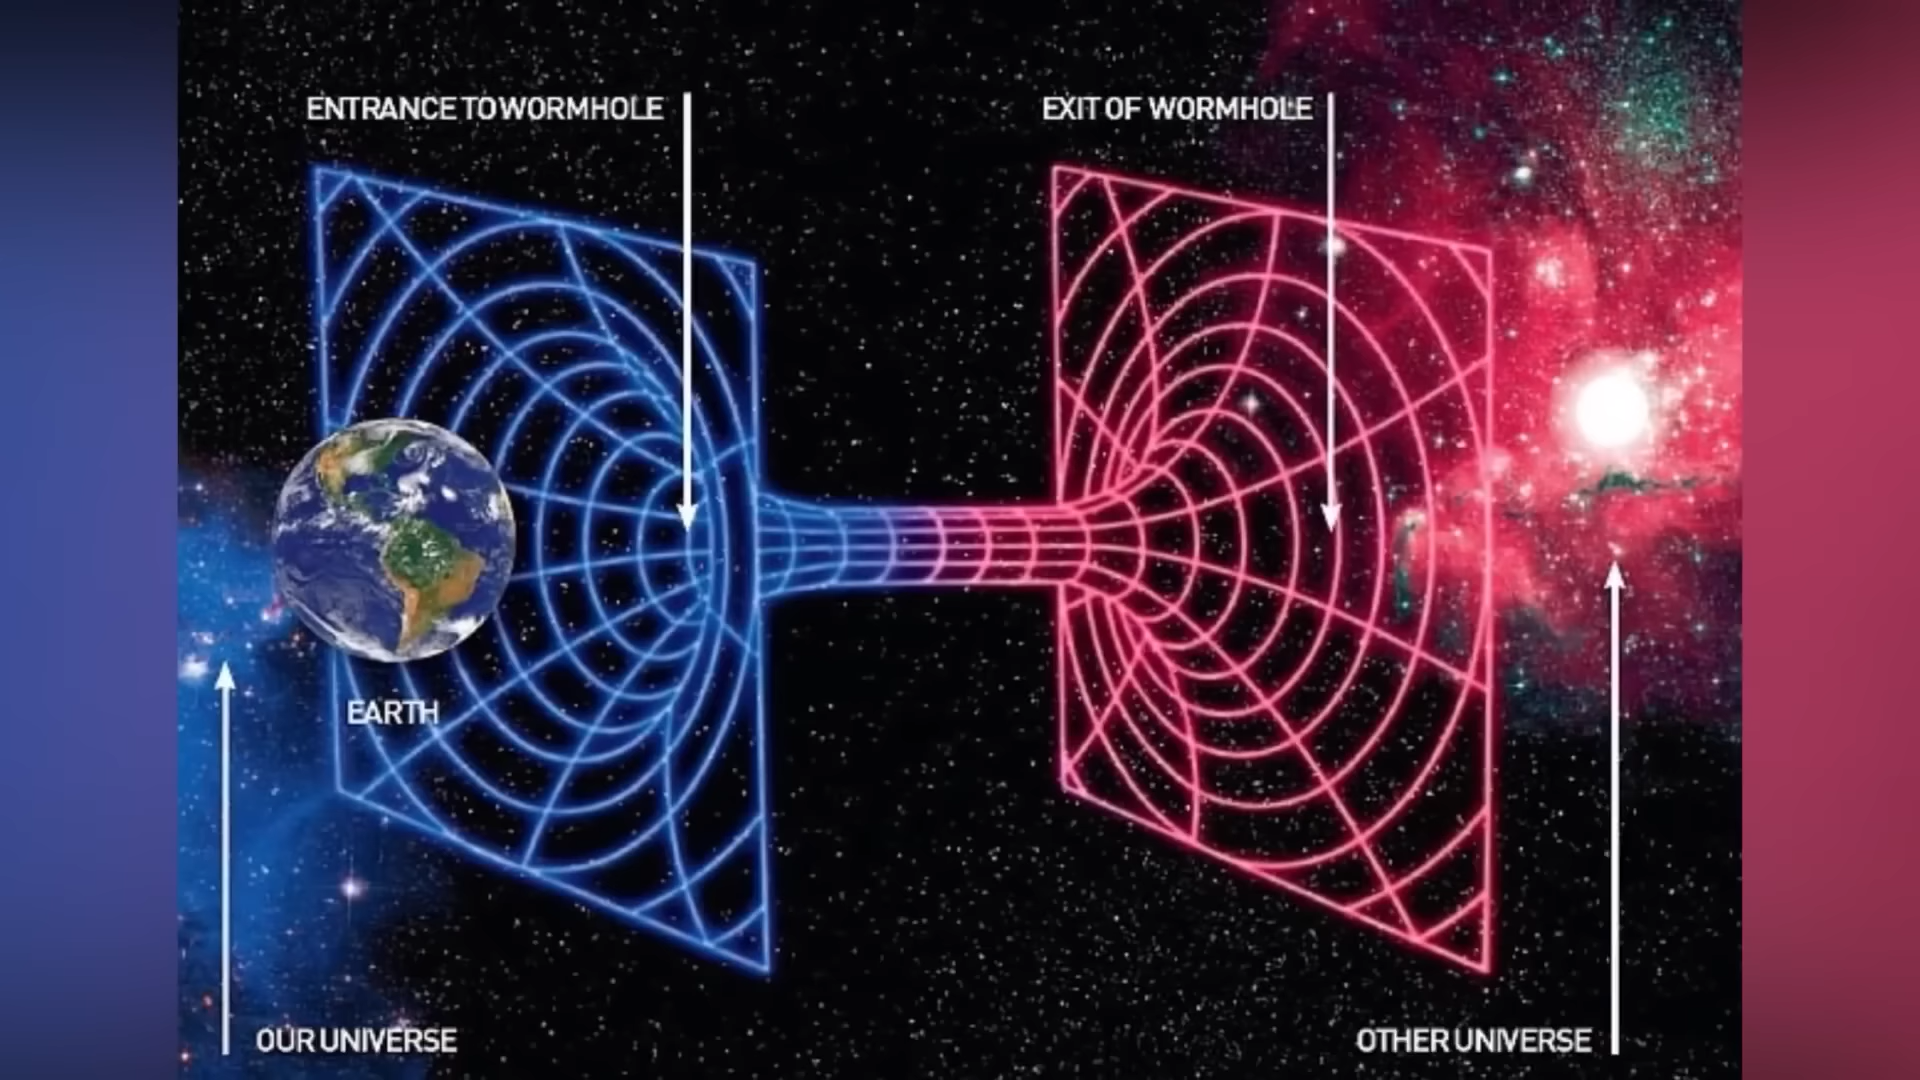 ENTRANCE TO WORMHOLE
EXIT OF WORMHOLE
EARTH
OUR UNIVERSE
OTHER UNIVERSE